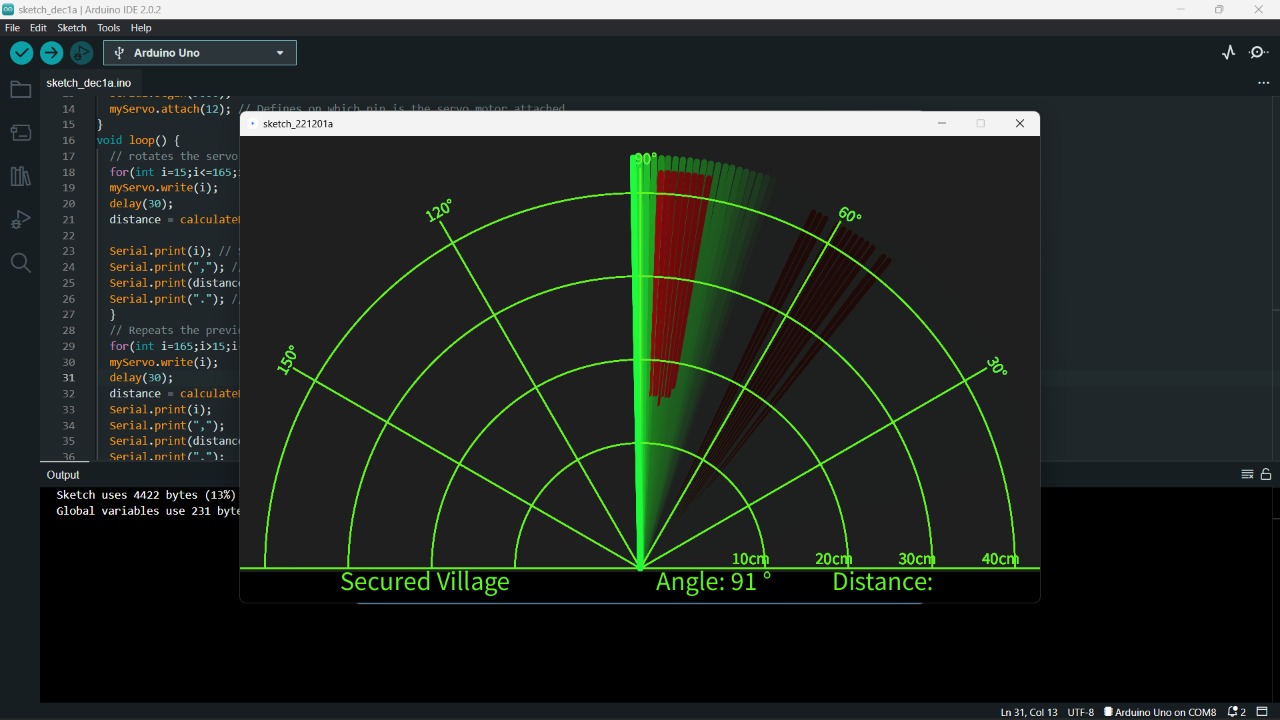 sketch_dec1a | Arduino IDE 2.0.2
File Edit Sketch Tools Help
Arduino Uno
sketch_dec1a.ino
14 myServo.attach(12); // Defines on which pin is the servo motor attached
15 }
16 void loop() {
17 // rotates the servo
18 for(int i=15;i<=165;
19 myServo.write(i);
20 delay(30);
21 distance = calculate
22
23 Serial.print(i); //
24 Serial.print(","); //
25 Serial.print(distanc
26 Serial.print("."); //
27 }
28 // Repeats the previ
29 for(int i=165;i>15;i
30 myServo.write(i);
31 delay(30);
32 distance = calculate
33 Serial.print(i);
34 Serial.print(",");
35 Serial.print(distanc
36 Serial.print(".");
sketch_221201a
90°
120°
60°
150°
30°
10cm 20cm 30cm 40cm
Secured Village Angle: 91 ° Distance:
Output
Sketch uses 4422 bytes (13%)
Global variables use 231 byte
Ln 31, Col 13 UTF-8 Arduino Uno on COM8 2